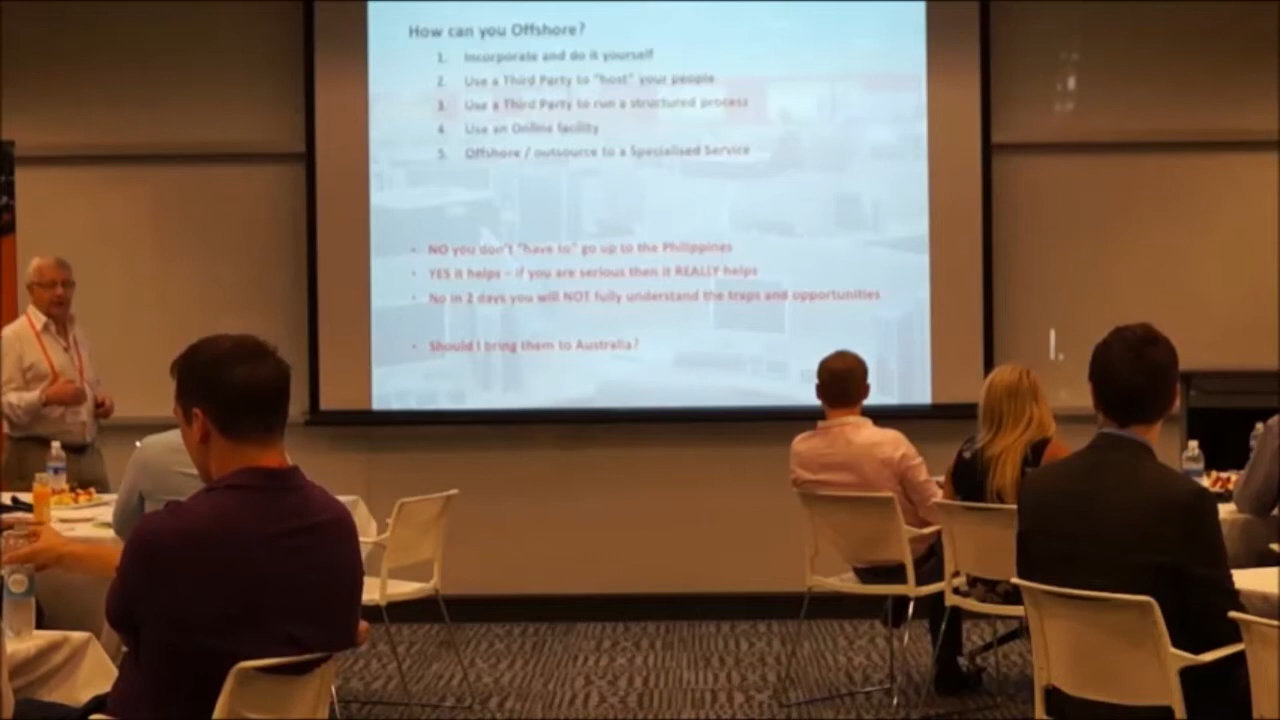 How can you Offshore?
1. Incorporate and do it yourself
2. Use a Third Party to "host" your people
3. Use a Third Party to run a structured process
4. Use an Online facility
5. Offshore / outsource to a Specialised Service
• NO you don't "have to" go up to the Philippines
• YES it helps – if you are serious then it REALLY helps
• No in 2 days you will NOT fully understand the traps and opportunities
• Should I bring them to Australia?